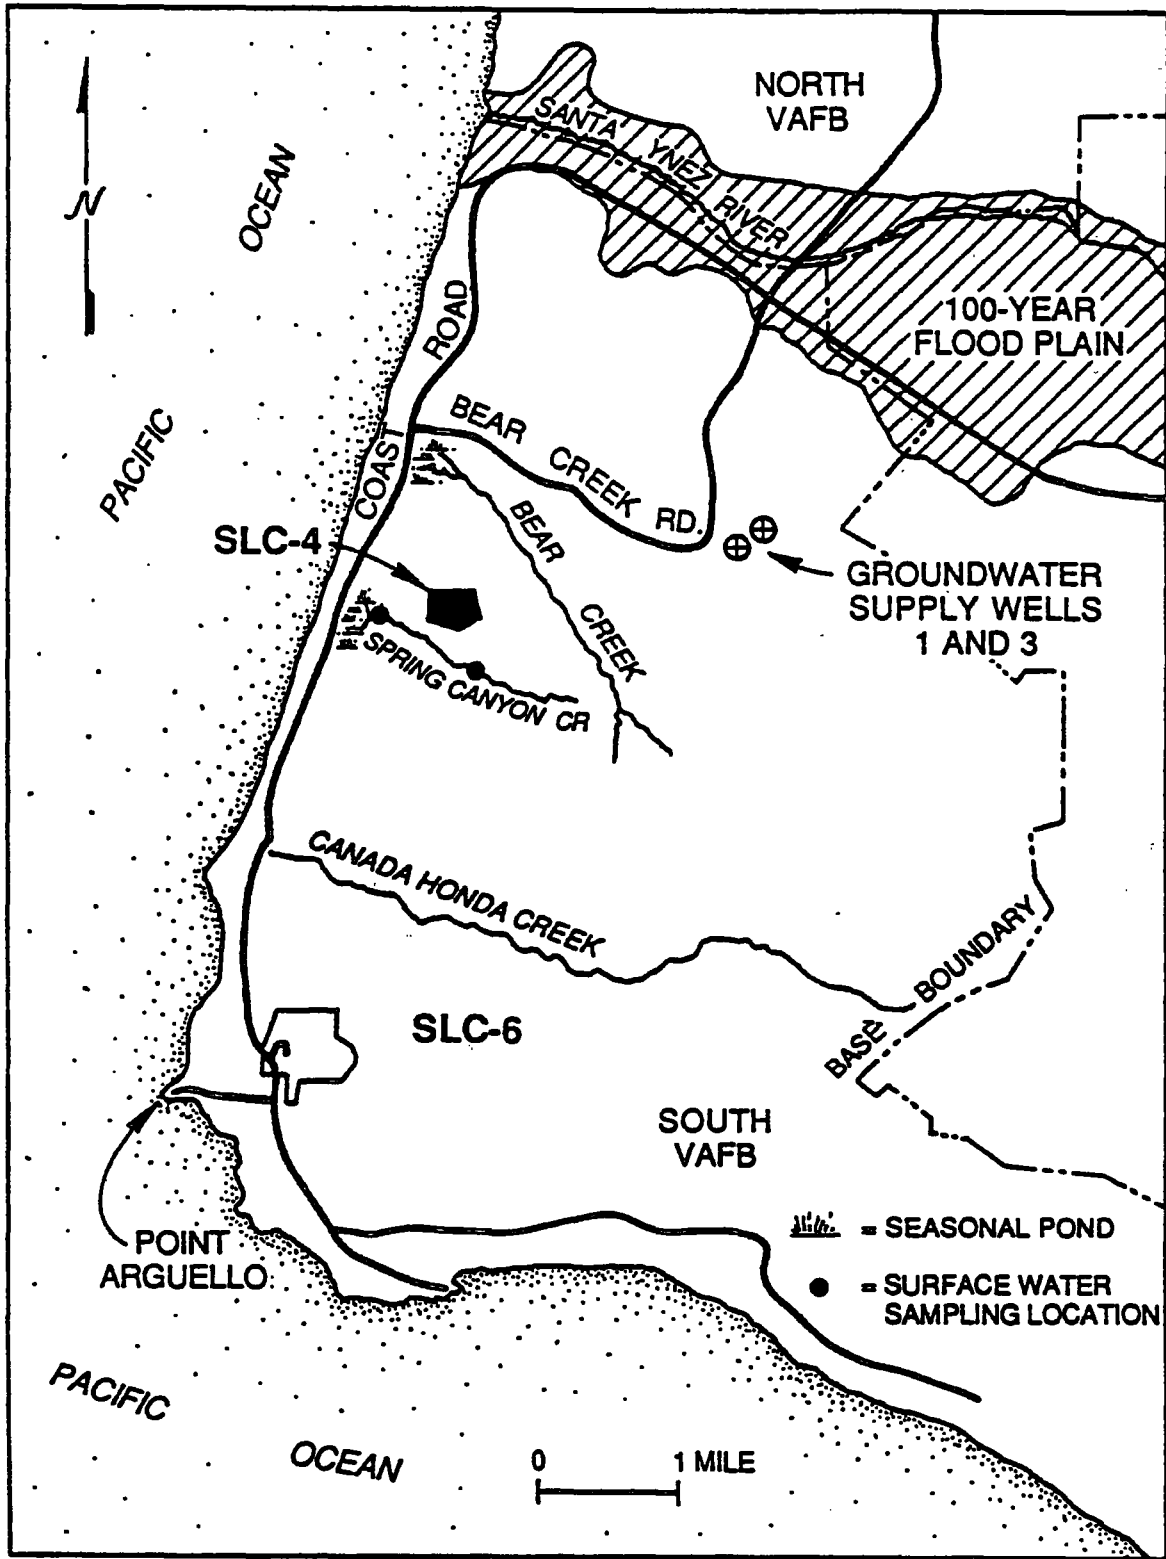 NORTH
VAFB
SANTA YNEZ RIVER
N
OCEAN
PACIFIC
100-YEAR
FLOOD PLAIN
COAST ROAD
BEAR CREEK RD.
BEAR CREEK
SLC-4
GROUNDWATER
SUPPLY WELLS
1 AND 3
SPRING CANYON CR
CANADA HONDA CREEK
BASE BOUNDARY
SLC-6
SOUTH
VAFB
POINT
ARGUELLO
= SEASONAL POND
= SURFACE WATER
SAMPLING LOCATION
PACIFIC
OCEAN
0 1 MILE